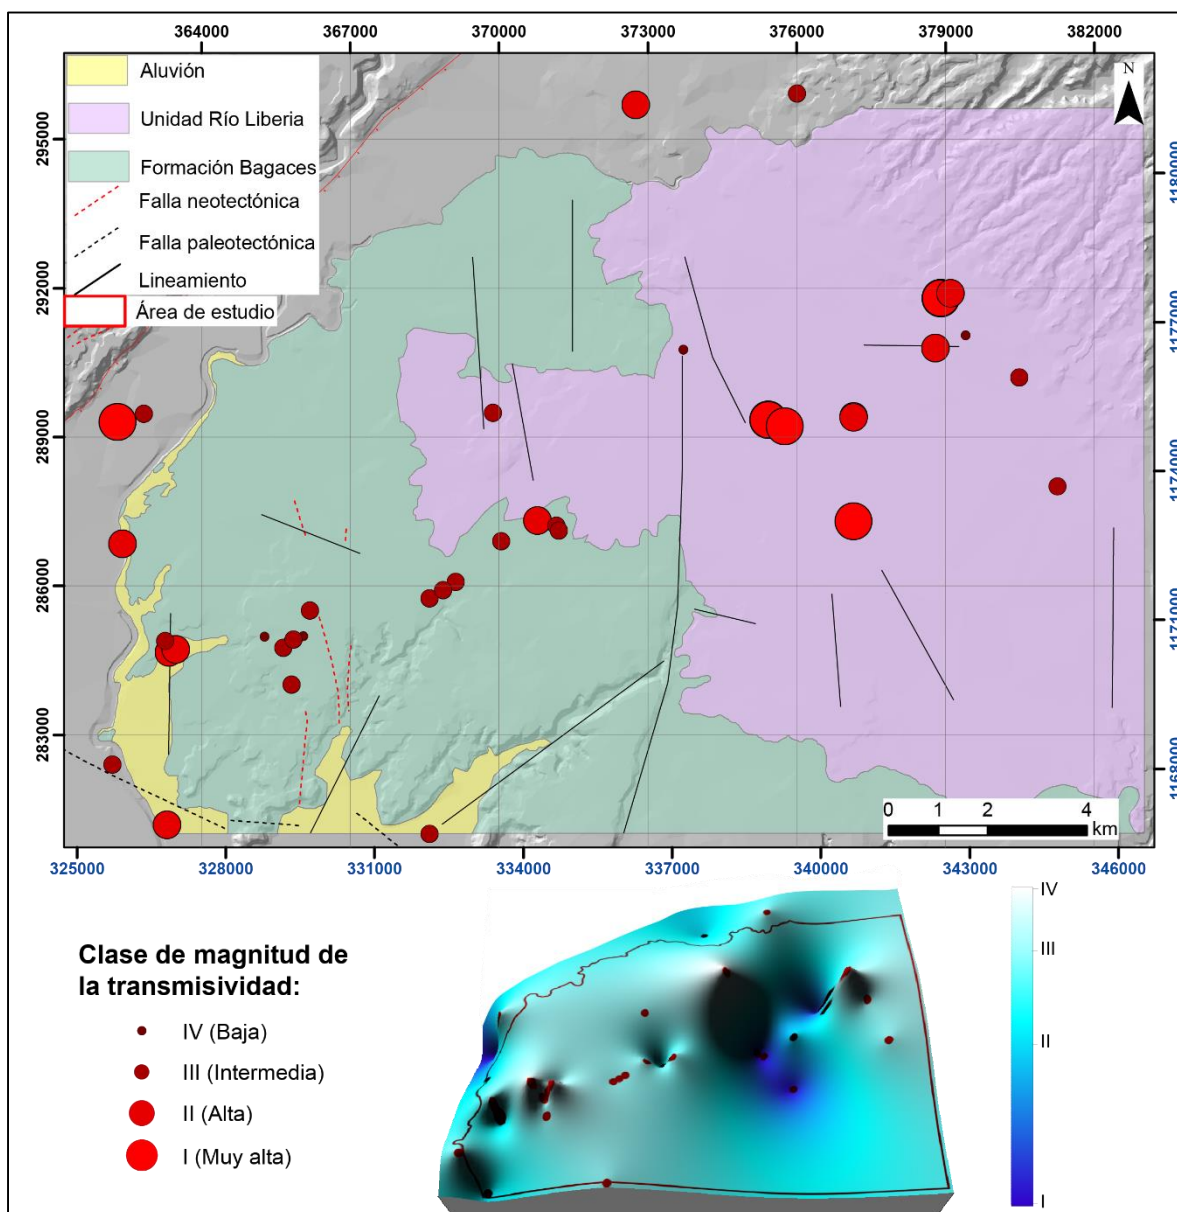 364000 367000 370000 373000 376000 379000 382000
N
Aluvión
Unidad Río Liberia
Formación Bagaces
Falla neotectónica
Falla paleotectónica
Lineamiento
Área de estudio
295000
292000
289000
286000
283000
1180000
1177000
1174000
1171000
1168000
0 1 2 4
km
325000 328000 331000 334000 337000 340000 343000 346000
Clase de magnitud de
la transmisividad:
IV (Baja)
III (Intermedia)
II (Alta)
I (Muy alta)
IV
III
II
I